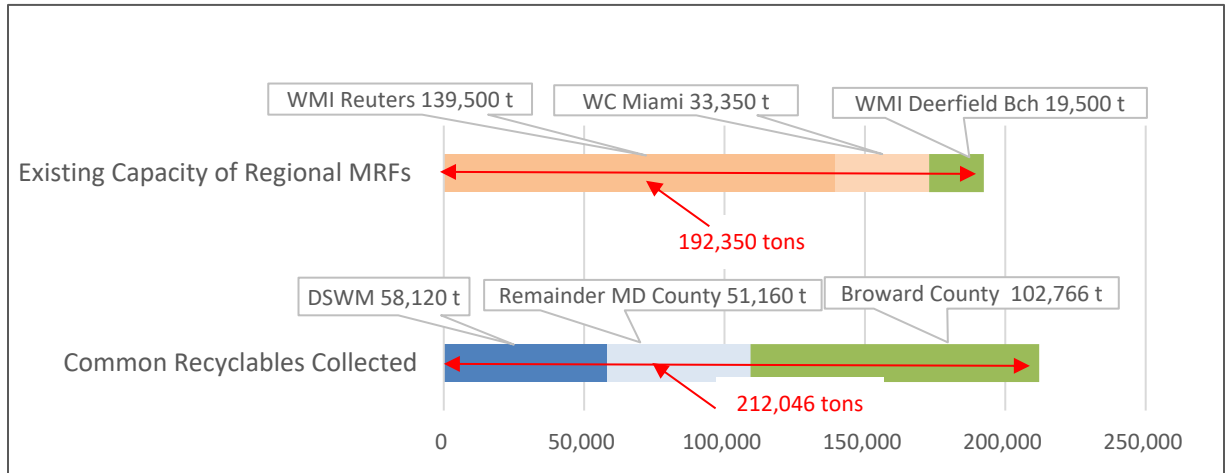 WMI Reuters 139,500 t
WC Miami 33,350 t
WMI Deerfield Bch 19,500 t
Existing Capacity of Regional MRFs
192,350 tons
DSWM 58,120 t
Remainder MD County 51,160 t
Broward County 102,766 t
Common Recyclables Collected
212,046 tons
0
50,000
100,000
150,000
200,000
250,000